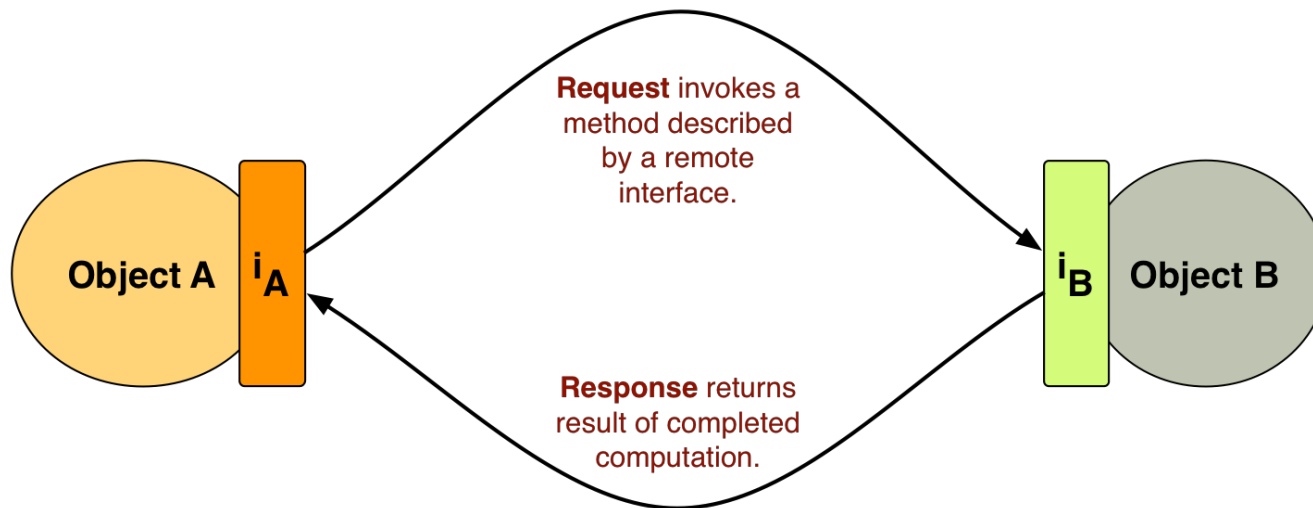 Request invokes a
method described
by a remote
interface.
Object A
iA
iB
Object B
Response returns
result of completed
computation.